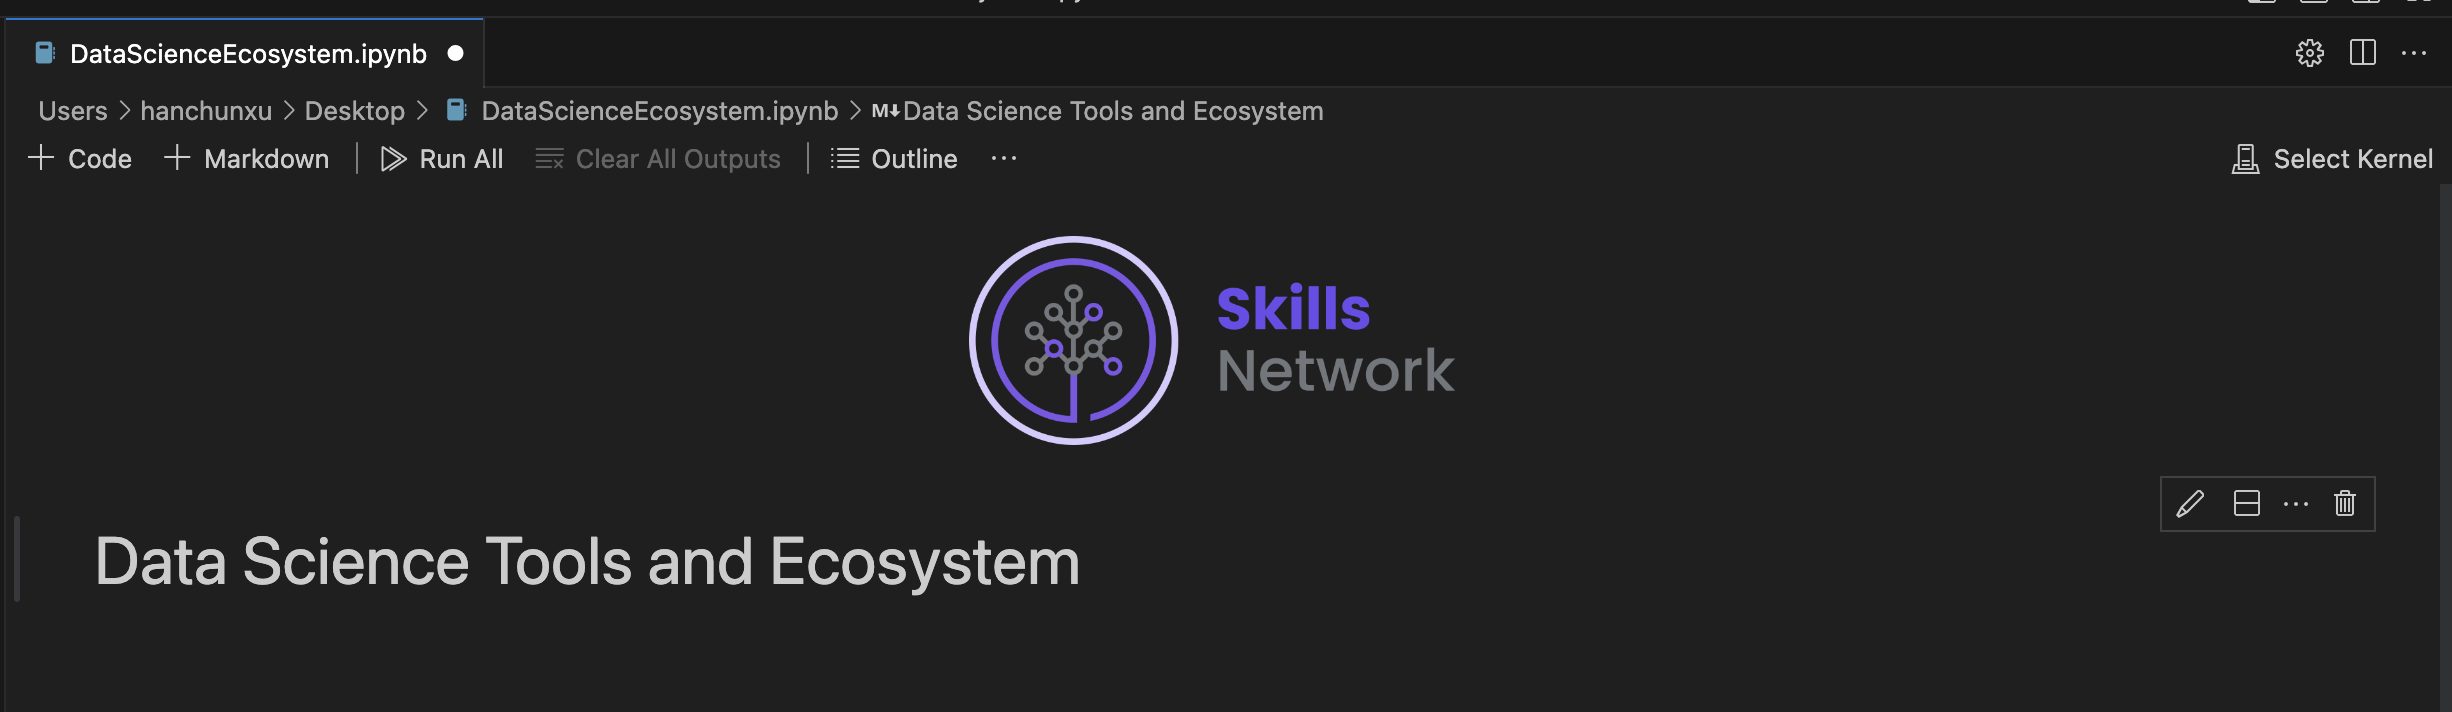 DataScienceEcosystem.ipynb
Users > hanchunxu > Desktop > DataScienceEcosystem.ipynb > M↓Data Science Tools and Ecosystem
+ Code + Markdown | Run All Clear All Outputs | Outline ··· Select Kernel
Skills
Network
Data Science Tools and Ecosystem